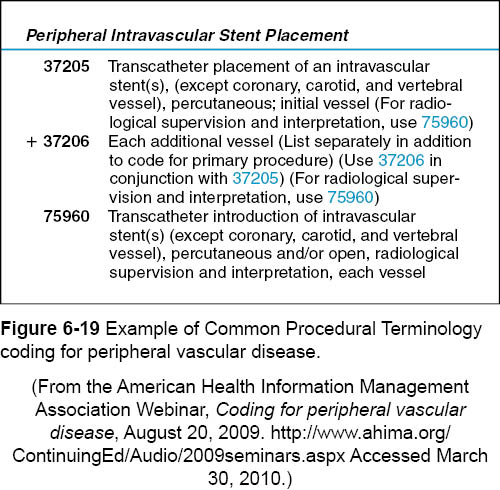 Peripheral Intravascular Stent Placement
37205 Transcatheter placement of an intravascular
stent(s), (except coronary, carotid, and vertebral
vessel), percutaneous; initial vessel (For radio-
logical supervision and interpretation, use 75960)
+ 37206 Each additional vessel (List separately in addition
to code for primary procedure) (Use 37206 in
conjunction with 37205) (For radiological super-
vision and interpretation, use 75960)
75960 Transcatheter introduction of intravascular
stent(s) (except coronary, carotid, and vertebral
vessel), percutaneous and/or open, radiological
supervision and interpretation, each vessel
Figure 6-19 Example of Common Procedural Terminology
coding for peripheral vascular disease.
(From the American Health Information Management
Association Webinar, Coding for peripheral vascular
disease, August 20, 2009. http://www.ahima.org/
ContinuingEd/Audio/2009seminars.aspx Accessed March
30, 2010.)